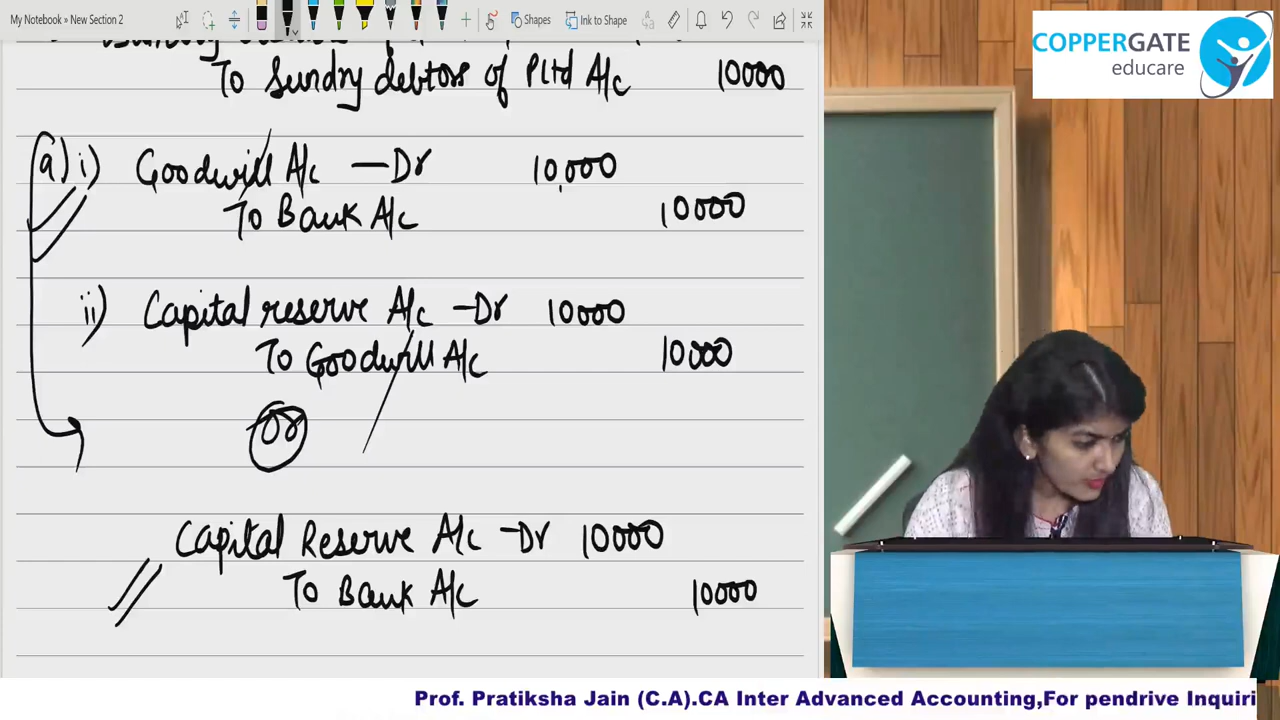 My Notebook » New Section 2
Shapes
Ink to Shape
COPPERGATE
educare
To Sundry debtors of P Ltd A/c 10000
a) i) Goodwill A/c — Dr 10,000
To Bank A/c 10000
ii) Capital reserve A/c — Dr 10000
To Goodwill A/c 10000
Or
Capital Reserve A/c — Dr 10000
To Bank A/c 10000
Prof. Pratiksha Jain (C.A).CA Inter Advanced Accounting,For pendrive Inquiri